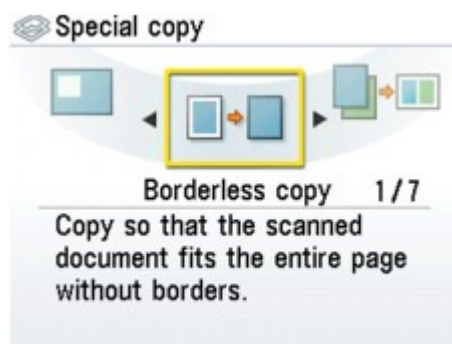 Special copy
Borderless copy 1/7
Copy so that the scanned
document fits the entire page
without borders.